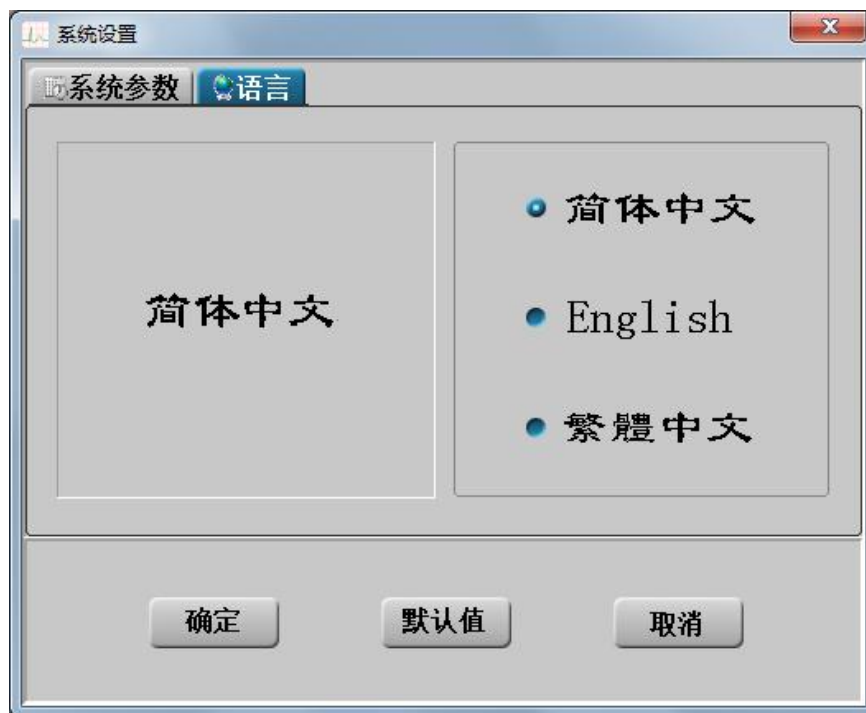 系统设置
系统参数 语言
简体中文
简体中文
English
繁體中文
确定 默认值 取消